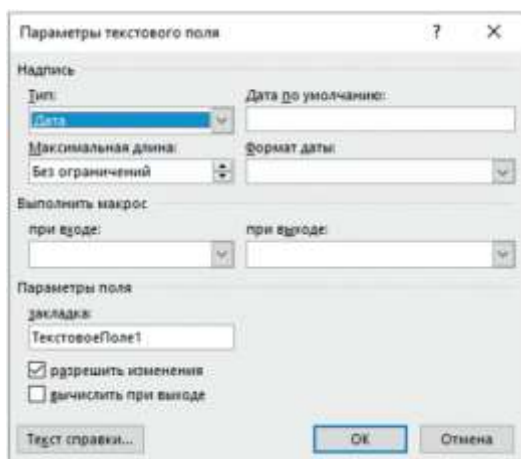 Параметры текстового поля ? ×
Надпись
Тип: Дата по умолчанию:
Дата
Максимальная длина: Формат даты:
Без ограничений
Выполнить макрос
при входе: при выходе:
Параметры поля
закладка:
ТекстовоеПоле1
разрешить изменения
вычислить при выходе
Текст справки... ОК Отмена